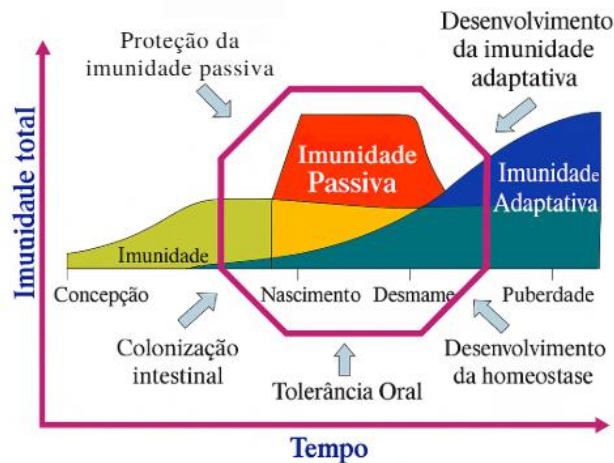 Proteção da
imunidade passiva
Desenvolvimento
da imunidade
adaptativa
Imunidade total
Imunidade
Passiva
Imunidade
Adaptativa
Imunidade
Concepção
Nascimento
Desmame
Puberdade
Colonização
intestinal
Tolerância Oral
Desenvolvimento
da homeostase
Tempo